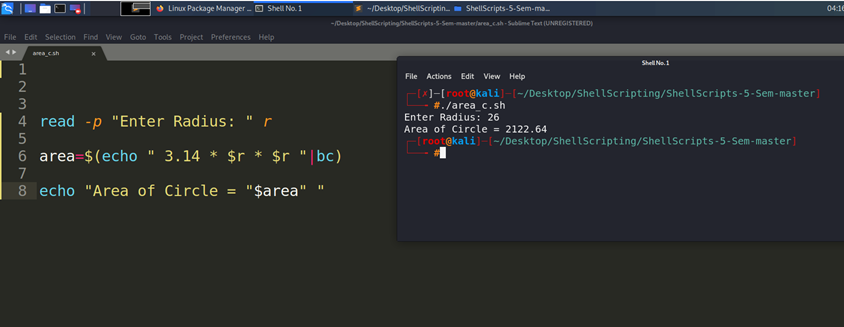 Linux Package Manager ...
Shell No. 1
~/Desktop/ShellScriptin...
ShellScripts-5-Sem-ma...
04:16
~/Desktop/ShellScripting/ShellScripts-5-Sem-master/area_c.sh - Sublime Text (UNREGISTERED)
File Edit Selection Find View Goto Tools Project Preferences Help
area_c.sh
1
2
3
4 read -p "Enter Radius: " r
5
6 area=$(echo " 3.14 * $r * $r "|bc)
7
8 echo "Area of Circle = "$area" "
Shell No. 1
File Actions Edit View Help
┌─[✗]─[root@kali]─[~/Desktop/ShellScripting/ShellScripts-5-Sem-master]
└──╼ #./area_c.sh
Enter Radius: 26
Area of Circle = 2122.64
┌─[root@kali]─[~/Desktop/ShellScripting/ShellScripts-5-Sem-master]
└──╼ #